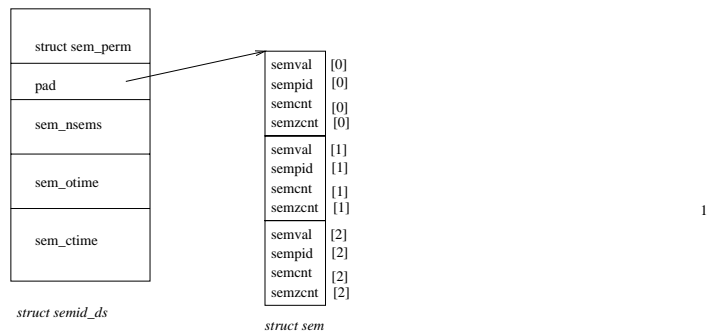 struct sem_perm
pad
sem_nsems
sem_otime
sem_ctime
struct semid_ds
semval [0]
sempid [0]
semcnt [0]
semzcnt [0]
semval [1]
sempid [1]
semcnt [1]
semzcnt [1]
semval [2]
sempid [2]
semcnt [2]
semzcnt [2]
struct sem
1